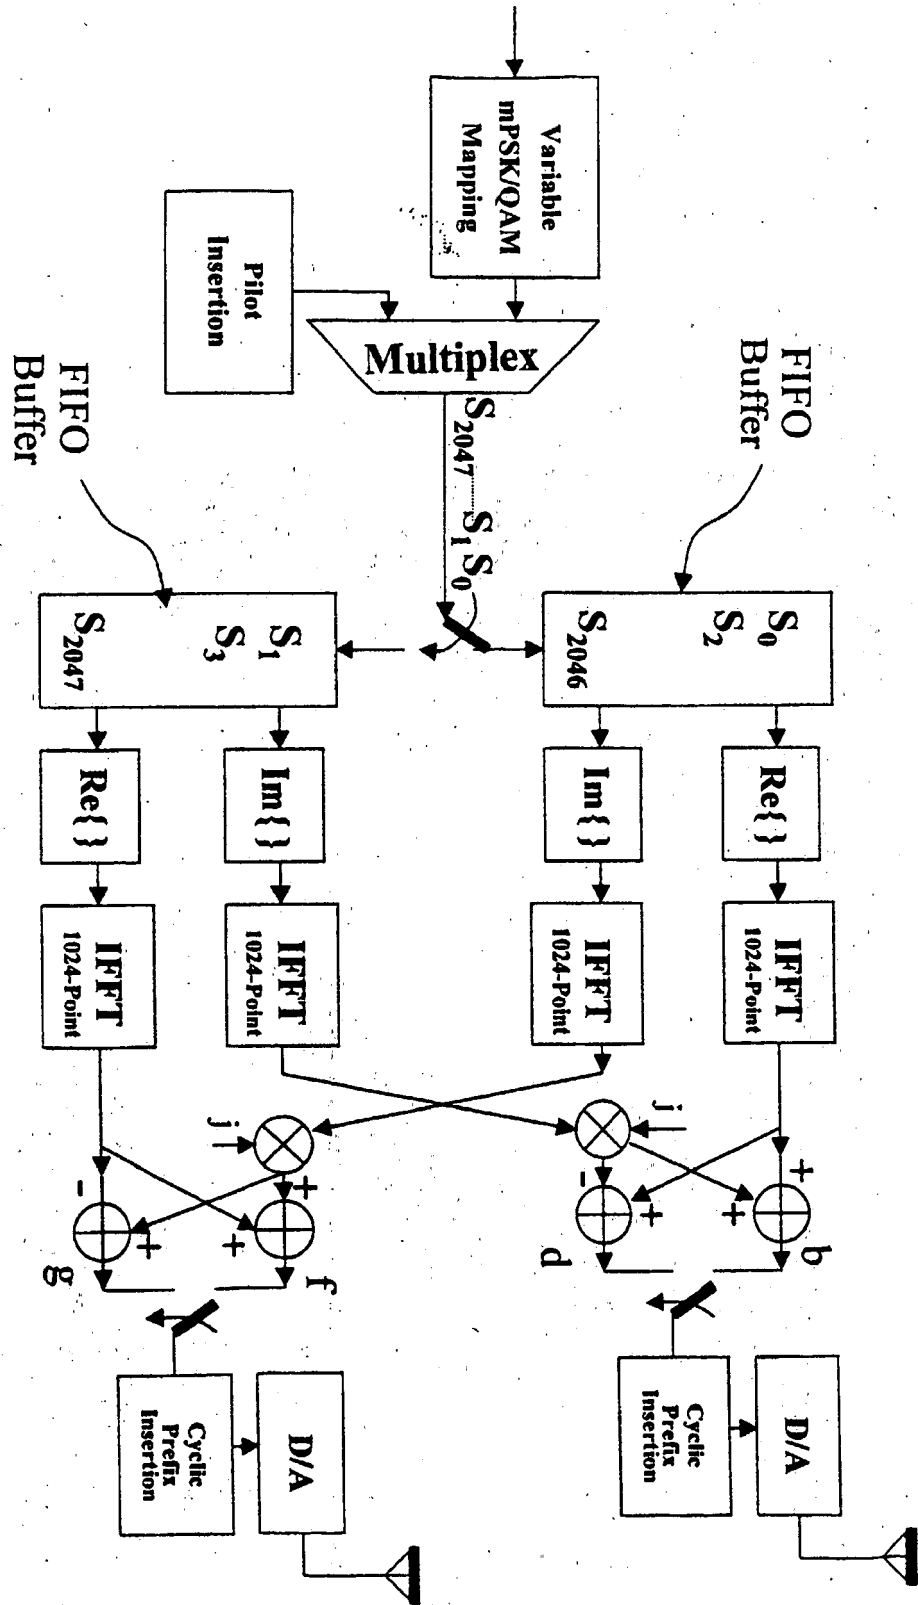 Variable
mPSK/QAM
Mapping
Pilot
Insertion
Multiplex
S2047 ........ S1 S0
FIFO
Buffer
FIFO
Buffer
S0
S2
S2046
S1
S3
S2047
Re{ }
Im{ }
Im{ }
Re{ }
IFFT
1024-Point
IFFT
1024-Point
IFFT
1024-Point
IFFT
1024-Point
j
j
+
+
b
-
+
d
+
+
f
-
+
g
Cyclic
Prefix
Insertion
D/A
Cyclic
Prefix
Insertion
D/A